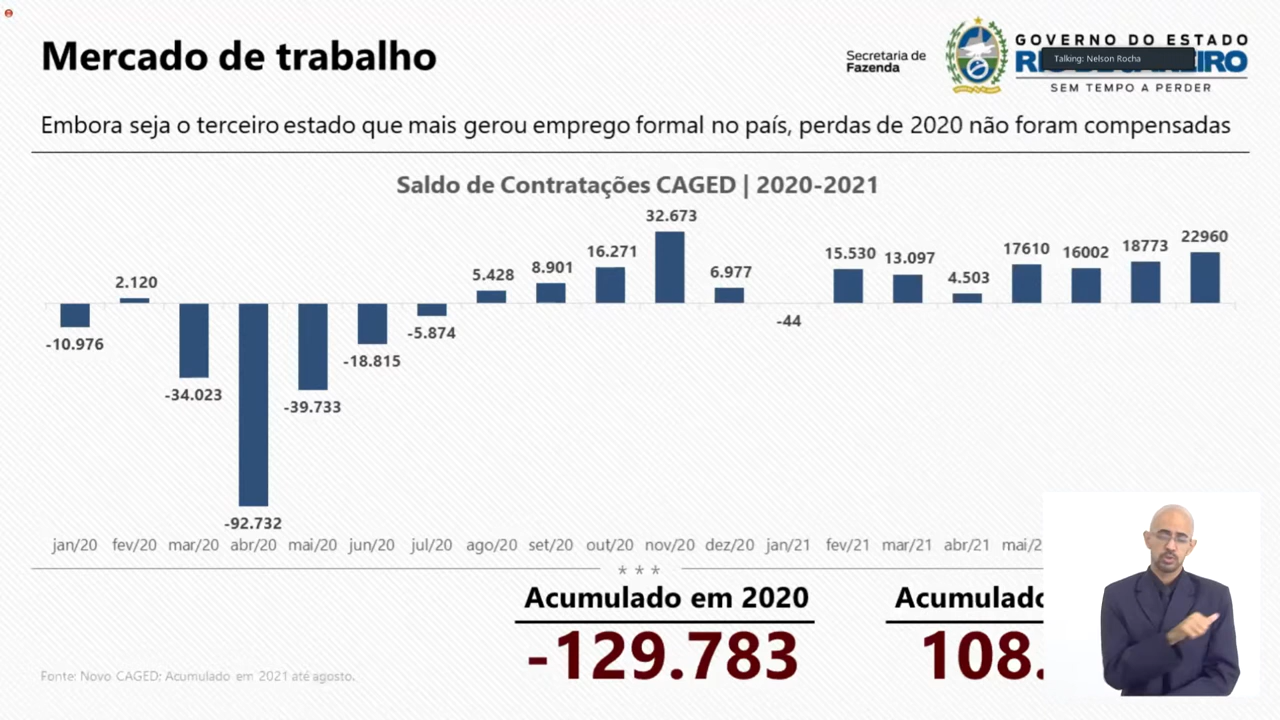 Mercado de trabalho
Secretaria de
Fazenda
GOVERNO DO ESTADO
Talking: Nelson Rocha
SEM TEMPO A PERDER
Embora seja o terceiro estado que mais gerou emprego formal no país, perdas de 2020 não foram compensadas
Saldo de Contratações CAGED | 2020-2021
-10.976
2.120
-34.023
-92.732
-39.733
-18.815
-5.874
5.428
8.901
16.271
32.673
6.977
-44
15.530
13.097
4.503
17610
16002
18773
22960
jan/20 fev/20 mar/20 abr/20 mai/20 jun/20 jul/20 ago/20 set/20 out/20 nov/20 dez/20 jan/21 fev/21 mar/21 abr/21 mai/2
* * *
Acumulado em 2020
-129.783
Acumulado
108.
Fonte: Novo CAGED; Acumulado em 2021 até agosto.